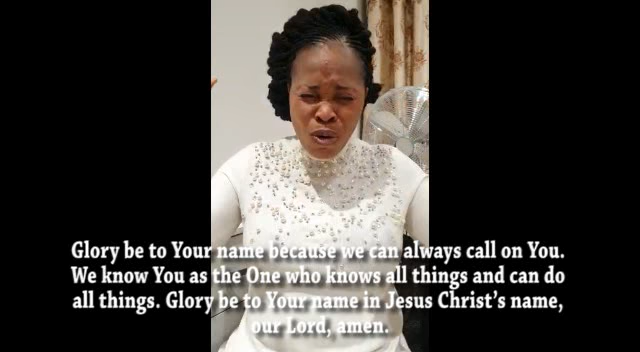 Glory be to Your name because we can always call on You.
We know You as the One who knows all things and can do
all things. Glory be to Your name in Jesus Christ's name,
our Lord, amen.